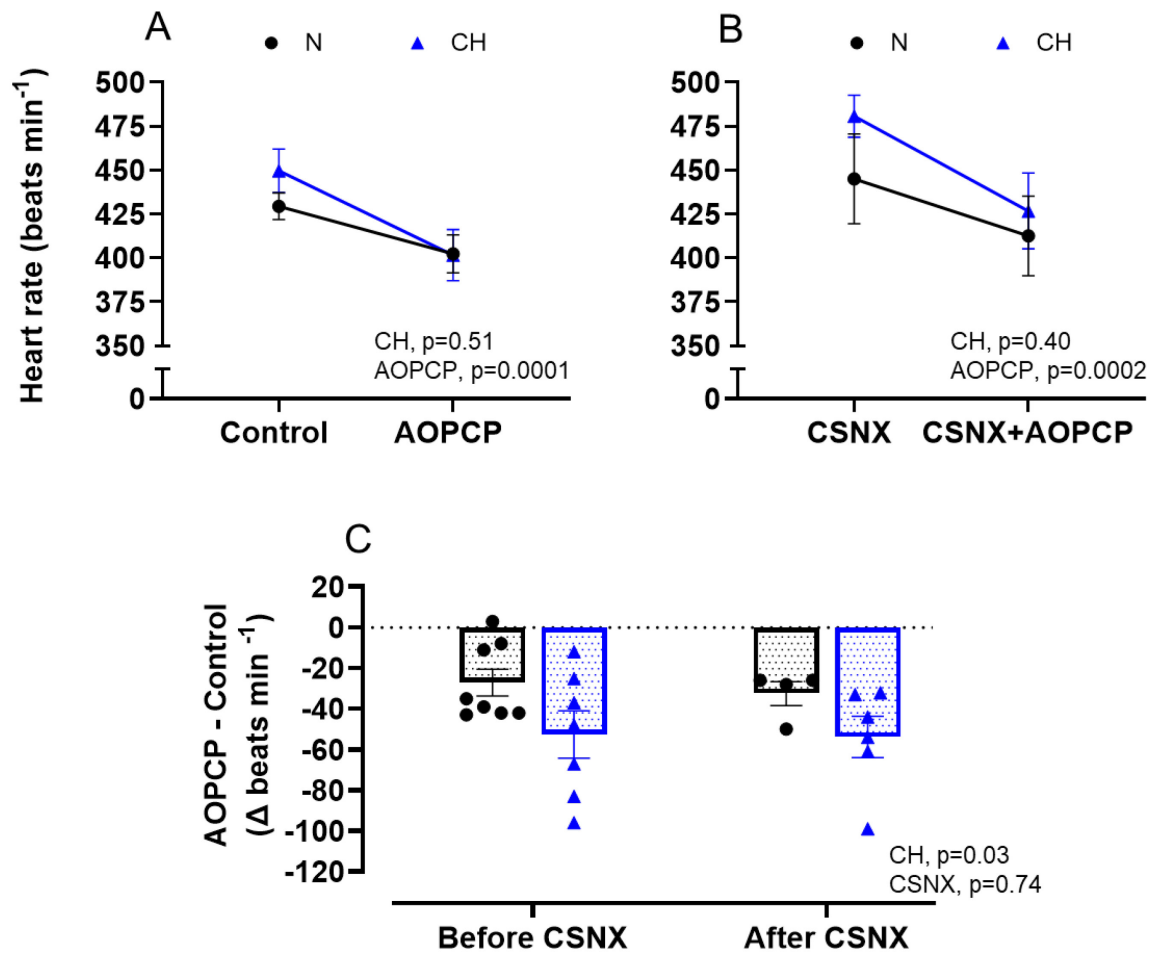 A
N
CH
Heart rate (beats min⁻¹)
500
475
450
425
400
375
350
0
CH, p=0.51
AOPCP, p=0.0001
Control
AOPCP
B
N
CH
500
475
450
425
400
375
350
0
CH, p=0.40
AOPCP, p=0.0002
CSNX
CSNX+AOPCP
C
AOPCP - Control
(Δ beats min ⁻¹)
20
0
-20
-40
-60
-80
-100
-120
CH, p=0.03
CSNX, p=0.74
Before CSNX
After CSNX